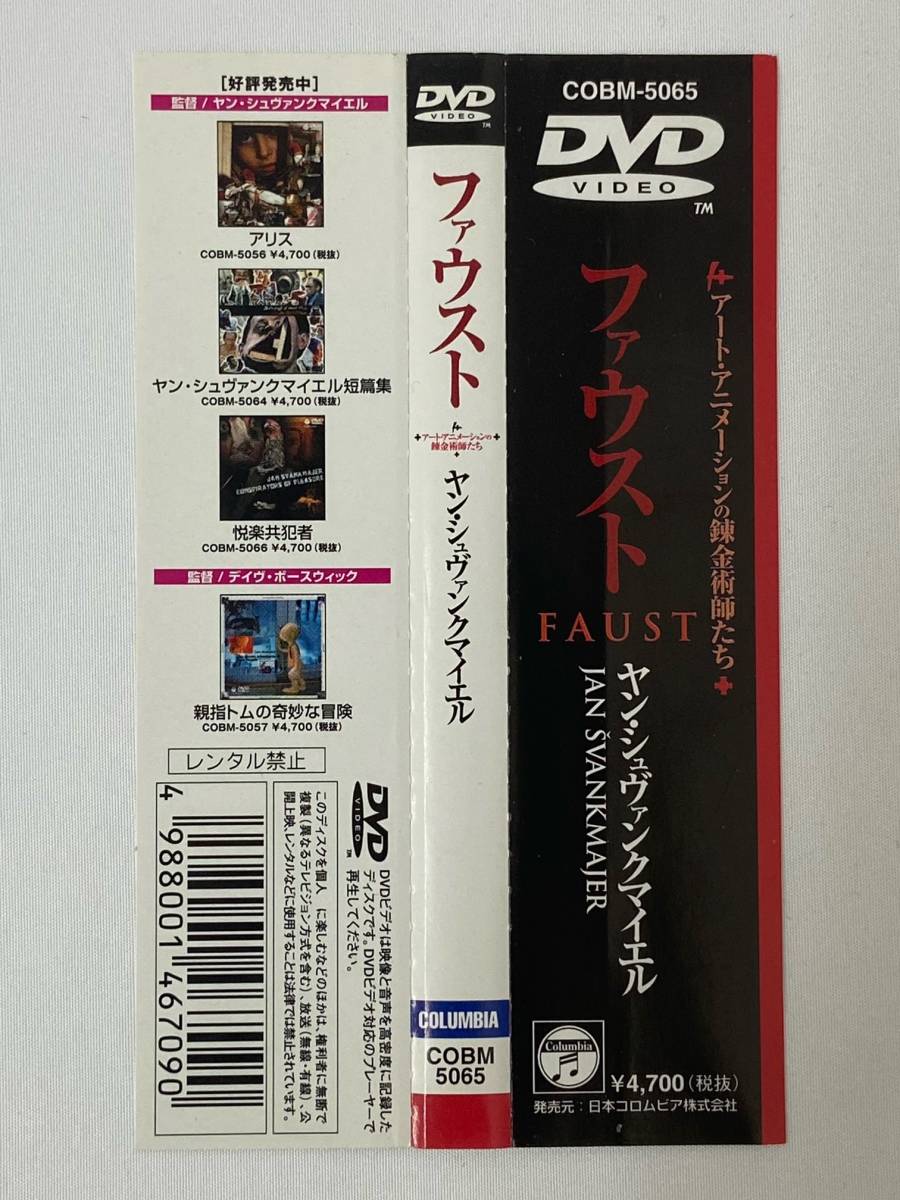 [好評発売中]
監督/ヤン・シュヴァンクマイエル
アリス
COBM-5056 ¥4,700(税抜)
ヤン・シュヴァンクマイエル短篇集
COBM-5064 ¥4,700(税抜)
JAN ŠVANKMAJER
CONSPIRATORS OF PLEASURE
悦楽共犯者
COBM-5066 ¥4,700(税抜)
監督/デイヴ・ボースウィック
親指トムの奇妙な冒険
COBM-5057 ¥4,700(税抜)
レンタル禁止
DVD
VIDEO
TM
DVDビデオは映像と音声を高密度に記録した
ディスクです。DVDビデオ対応のプレーヤーで
再生してください。
このディスクを個人 に楽しむなどのほかは、権利者に無断で
複製(異なるテレビジョン方式を含む)、放送(無線・有線)、公
開上映、レンタルなどに使用することは法律では禁止されています。
4 988001 467090
DVD
VIDEO
TM
ファウスト
アート・アニメーションの
錬金術師たち
ヤン・シュヴァンクマイエル
COLUMBIA
COBM
5065
COBM-5065
DVD
VIDEO
TM
アート・アニメーションの錬金術師たち
ファウスト
FAUST
ヤン・シュヴァンクマイエル
JAN ŠVANKMAJER
Columbia
¥4,700(税抜)
発売元:日本コロムビア株式会社